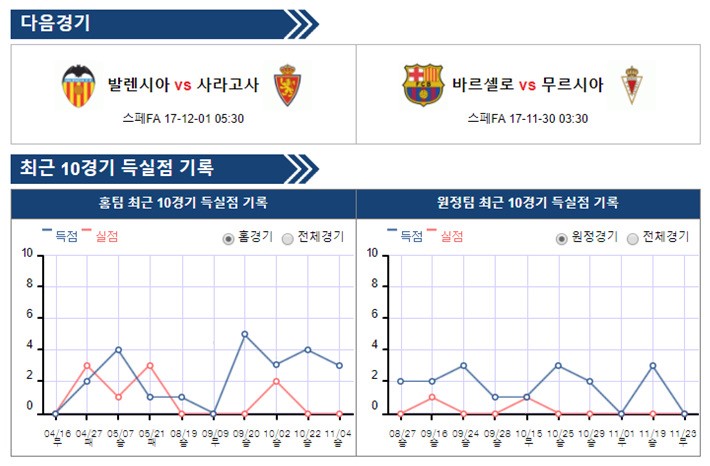 다음경기
발렌시아 vs 사라고사
스페FA 17-12-01 05:30
바르셀로 vs 무르시아
스페FA 17-11-30 03:30
최근 10경기 득실점 기록
홈팀 최근 10경기 득실점 기록
득점 실점 홈경기 전체경기
10
8
6
4
2
0
04/16 04/27 05/07 05/21 08/19 09/09 09/20 10/02 10/22 11/04
무 패 승 패 승 무 승 승 승 승
원정팀 최근 10경기 득실점 기록
득점 실점 원정경기 전체경기
10
8
6
4
2
0
08/27 09/16 09/24 09/28 10/15 10/25 10/29 11/01 11/19 11/23
승 승 승 승 무 승 승 무 승 무